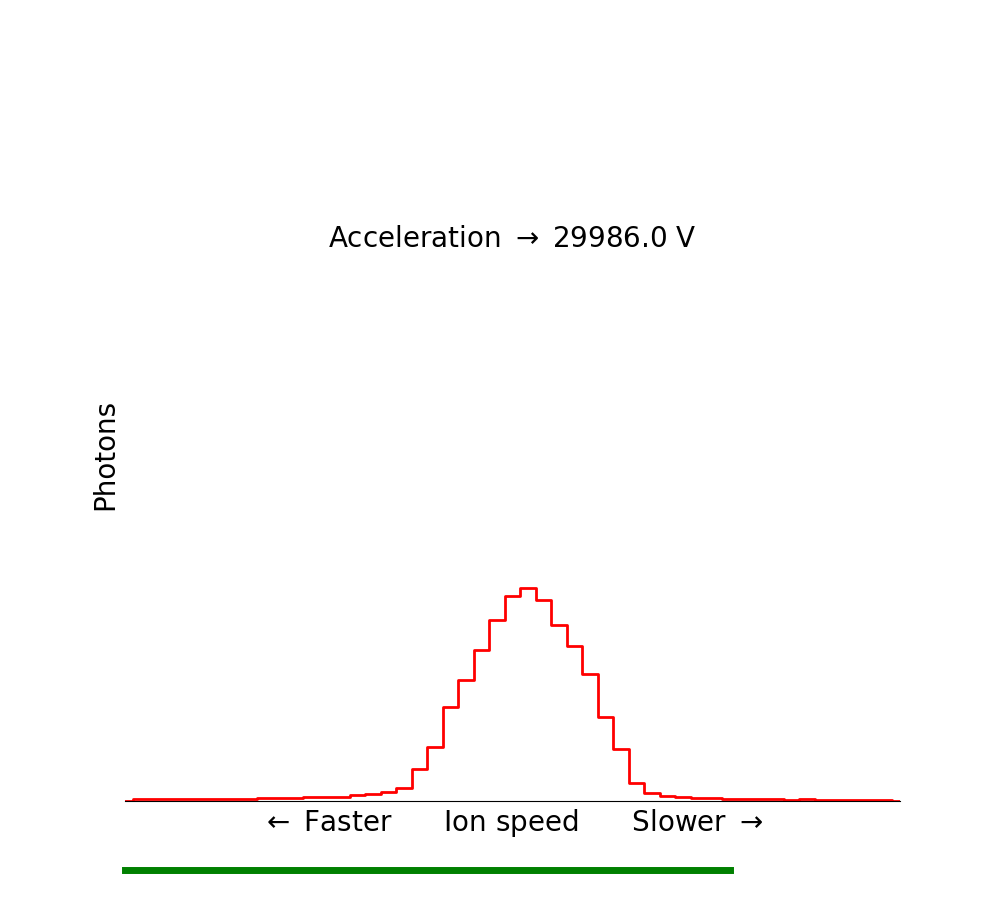 Acceleration → 29986.0 V
Photons
← Faster Ion speed Slower →